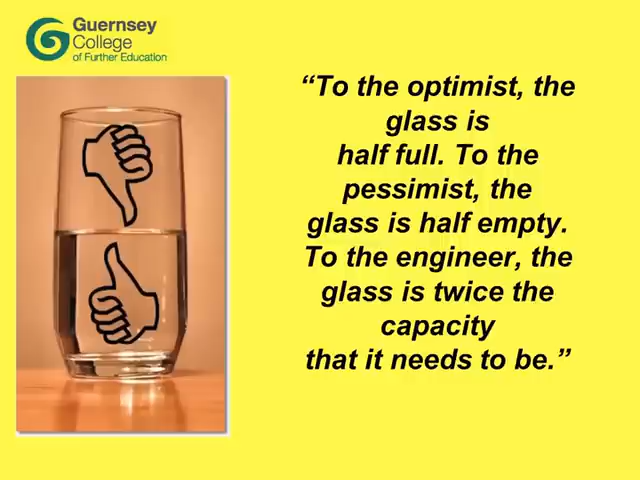 Guernsey
College
of Further Education
“To the optimist, the
glass is
half full. To the
pessimist, the
glass is half empty.
To the engineer, the
glass is twice the
capacity
that it needs to be.”